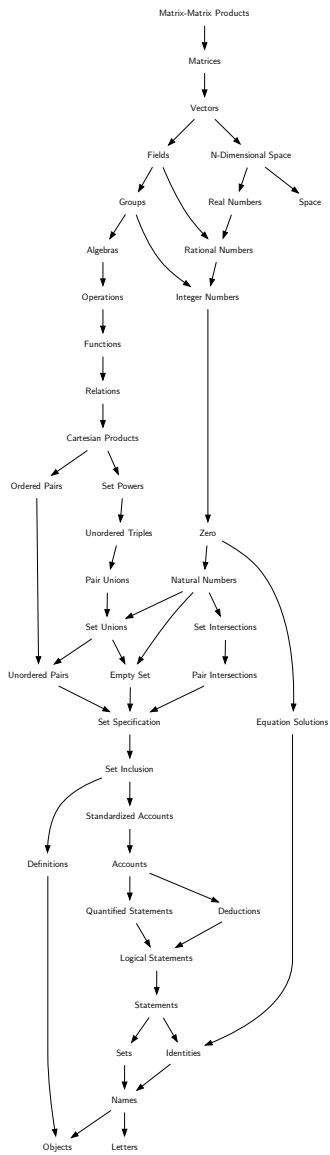 Matrix-Matrix Products
Matrices
Vectors
Fields
N-Dimensional Space
Groups
Real Numbers
Space
Algebras
Rational Numbers
Operations
Integer Numbers
Functions
Relations
Cartesian Products
Ordered Pairs
Set Powers
Unordered Triples
Zero
Pair Unions
Natural Numbers
Set Unions
Set Intersections
Unordered Pairs
Empty Set
Pair Intersections
Set Specification
Equation Solutions
Set Inclusion
Standardized Accounts
Definitions
Accounts
Quantified Statements
Deductions
Logical Statements
Statements
Sets
Identities
Names
Objects
Letters